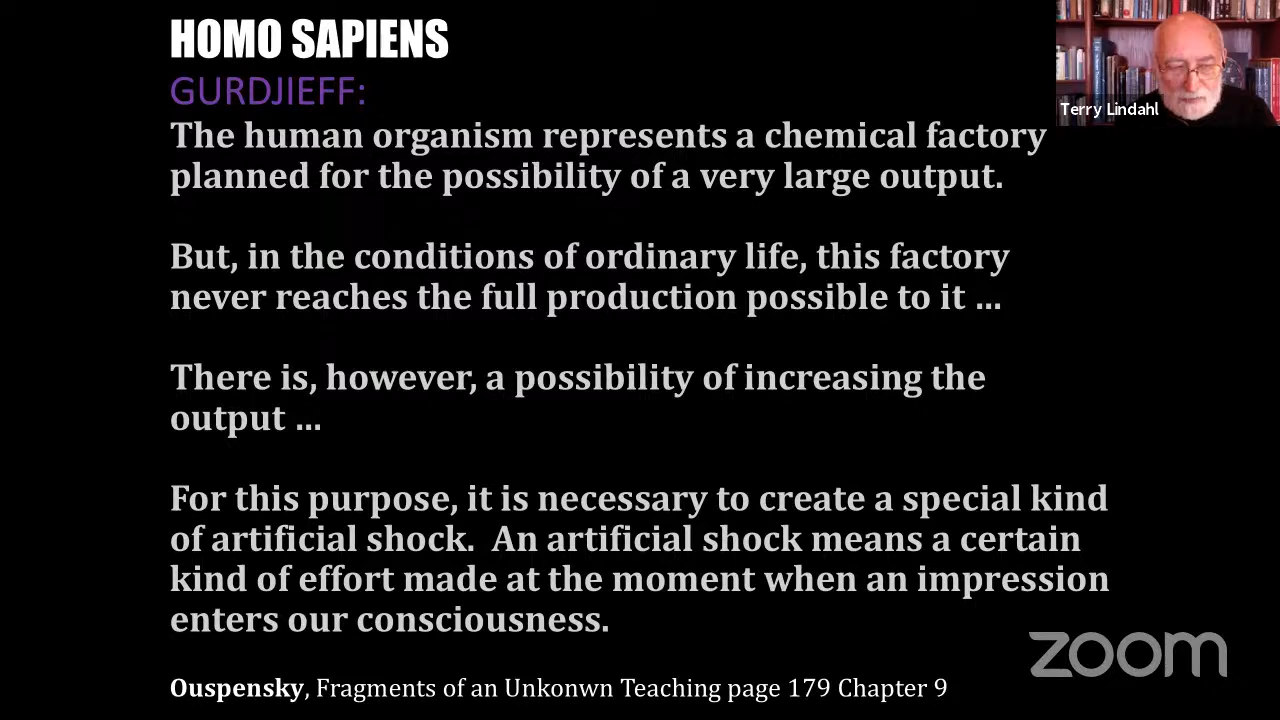 HOMO SAPIENS
GURDJIEFF:
Terry Lindahl
The human organism represents a chemical factory
planned for the possibility of a very large output.
But, in the conditions of ordinary life, this factory
never reaches the full production possible to it ...
There is, however, a possibility of increasing the
output ...
For this purpose, it is necessary to create a special kind
of artificial shock.  An artificial shock means a certain
kind of effort made at the moment when an impression
enters our consciousness.
zoom
Ouspensky, Fragments of an Unkonwn Teaching page 179 Chapter 9